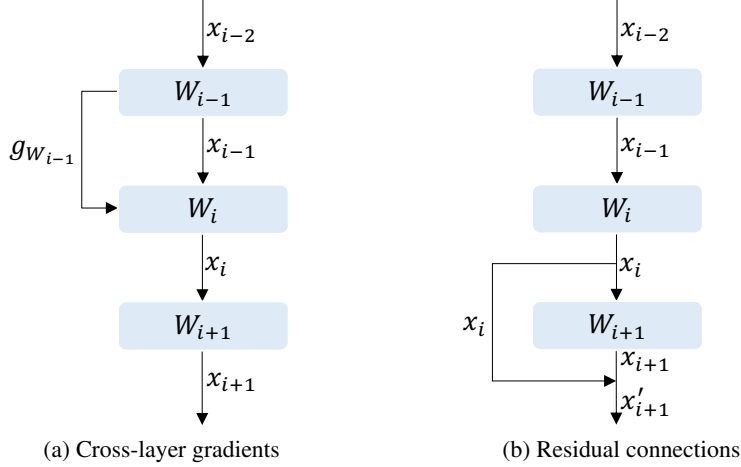 x_{i−2}
W_{i−1}
g_{W_{i−1}}
x_{i−1}
W_i
x_i
W_{i+1}
x_{i+1}
(a) Cross-layer gradients
x_{i−2}
W_{i−1}
x_{i−1}
W_i
x_i
x_i
W_{i+1}
x_{i+1}
x′_{i+1}
(b) Residual connections